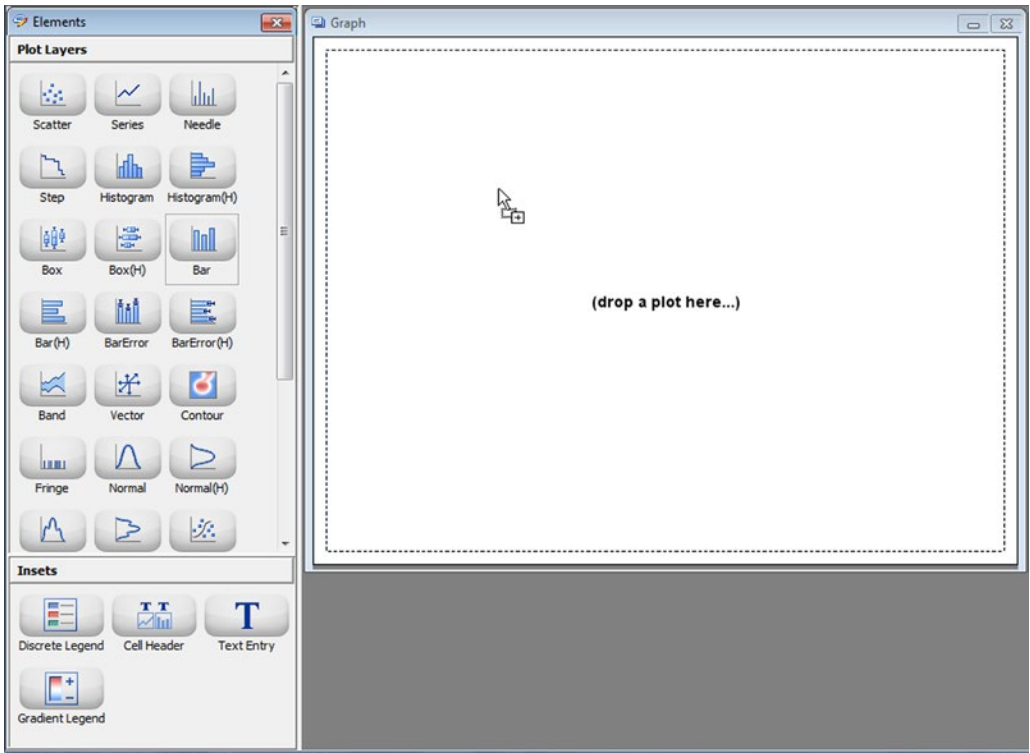 Elements
Plot Layers
Scatter Series Needle
Step Histogram Histogram(H)
Box Box(H) Bar
Bar(H) BarError BarError(H)
Band Vector Contour
Fringe Normal Normal(H)
Insets
T T T
Discrete Legend Cell Header Text Entry
Gradient Legend
Graph
(drop a plot here...)